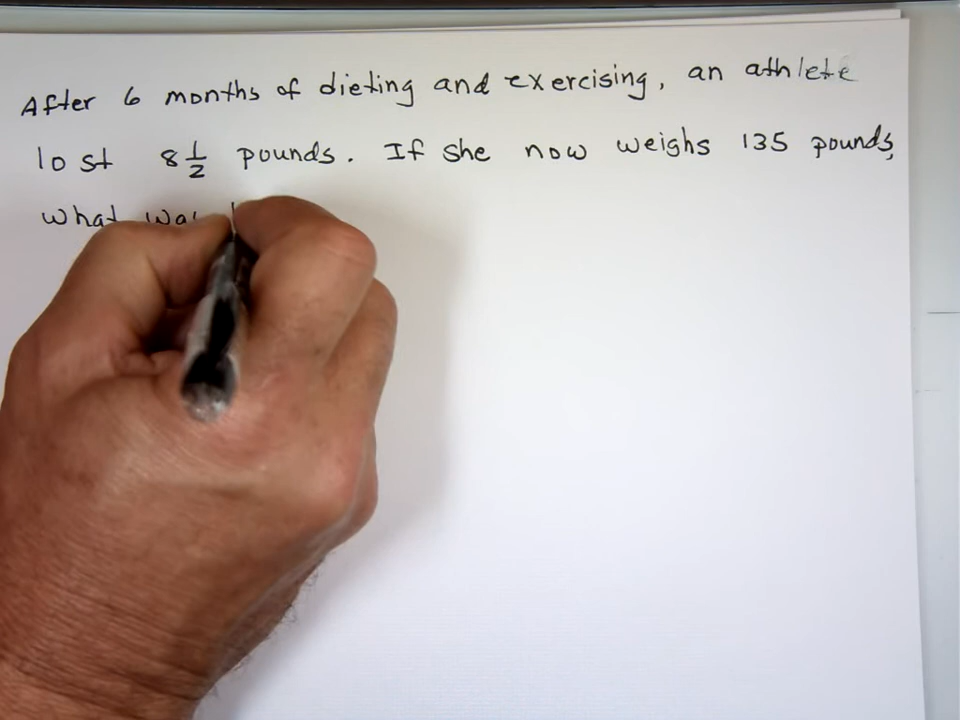 After 6 months of dieting and exercising, an athlete
lost 8 1/2 pounds. If she now weighs 135 pounds,
what was